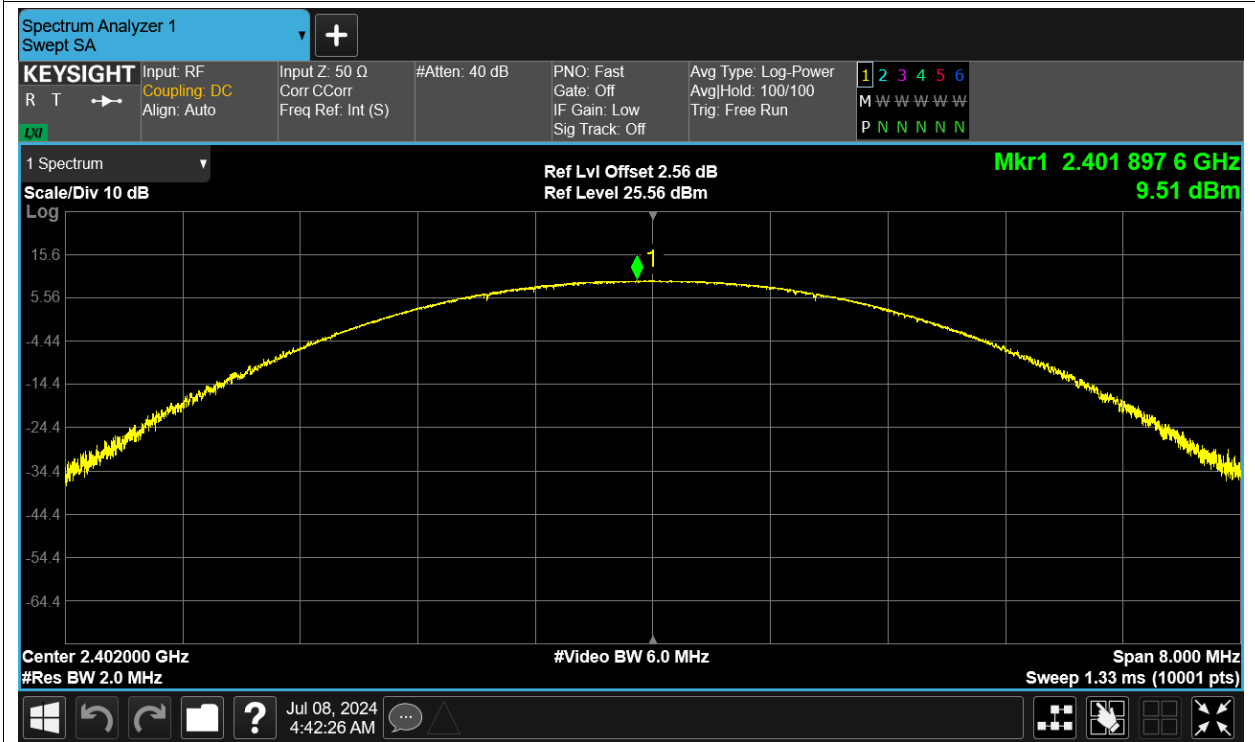 Spectrum Analyzer 1
Swept SA
+
KEYSIGHT
R T
LXI
Input: RF
Coupling: DC
Align: Auto
Input Z: 50 Ω
Corr CCorr
Freq Ref: Int (S)
#Atten: 40 dB
PNO: Fast
Gate: Off
IF Gain: Low
Sig Track: Off
Avg Type: Log-Power
Avg|Hold: 100/100
Trig: Free Run
1 2 3 4 5 6
M W W W W W
P N N N N N
1 Spectrum
Scale/Div 10 dB
Ref Lvl Offset 2.56 dB
Ref Level 25.56 dBm
Mkr1 2.401 897 6 GHz
9.51 dBm
Log
15.6
5.56
-4.44
-14.4
-24.4
-34.4
-44.4
-54.4
-64.4
1
Center 2.402000 GHz
#Res BW 2.0 MHz
#Video BW 6.0 MHz
Span 8.000 MHz
Sweep 1.33 ms (10001 pts)
?
Jul 08, 2024
4:42:26 AM